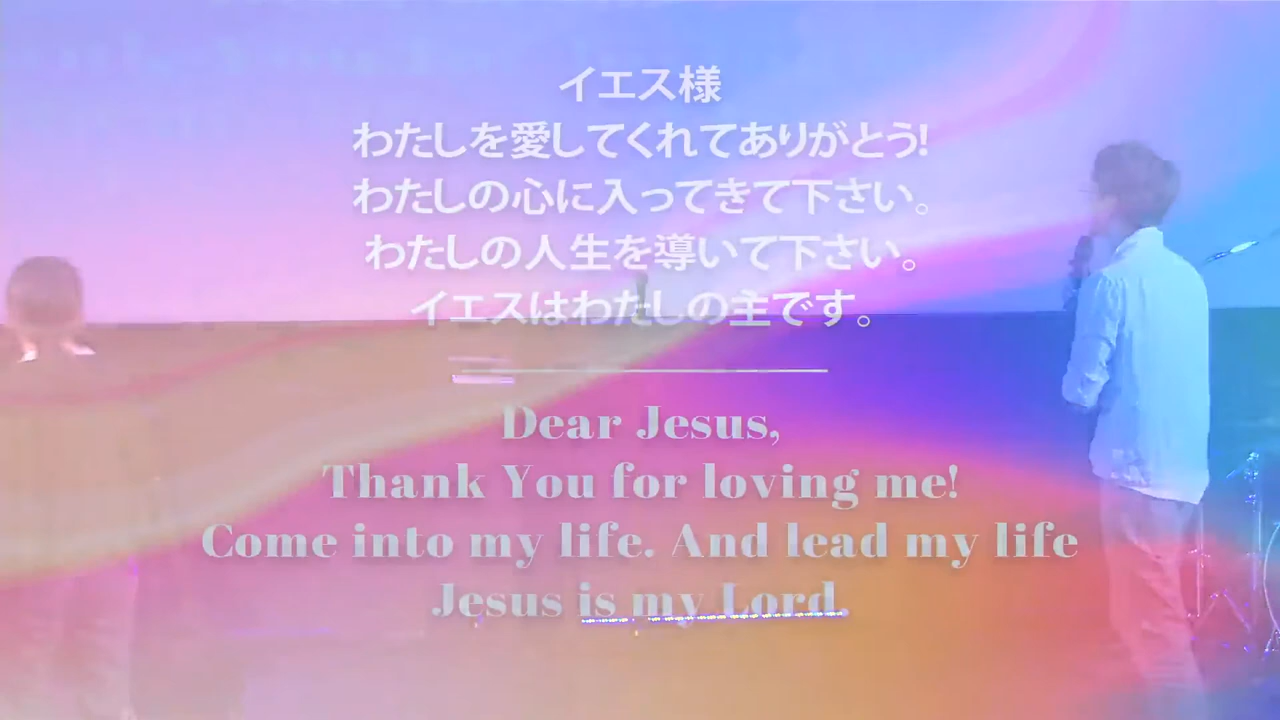 イエス様
わたしを愛してくれてありがとう!
わたしの心に入ってきて下さい。
わたしの人生を導いて下さい。
イエスはわたしの主です。
Dear Jesus,
Thank You for loving me!
Come into my life. And lead my life
Jesus is my Lord.